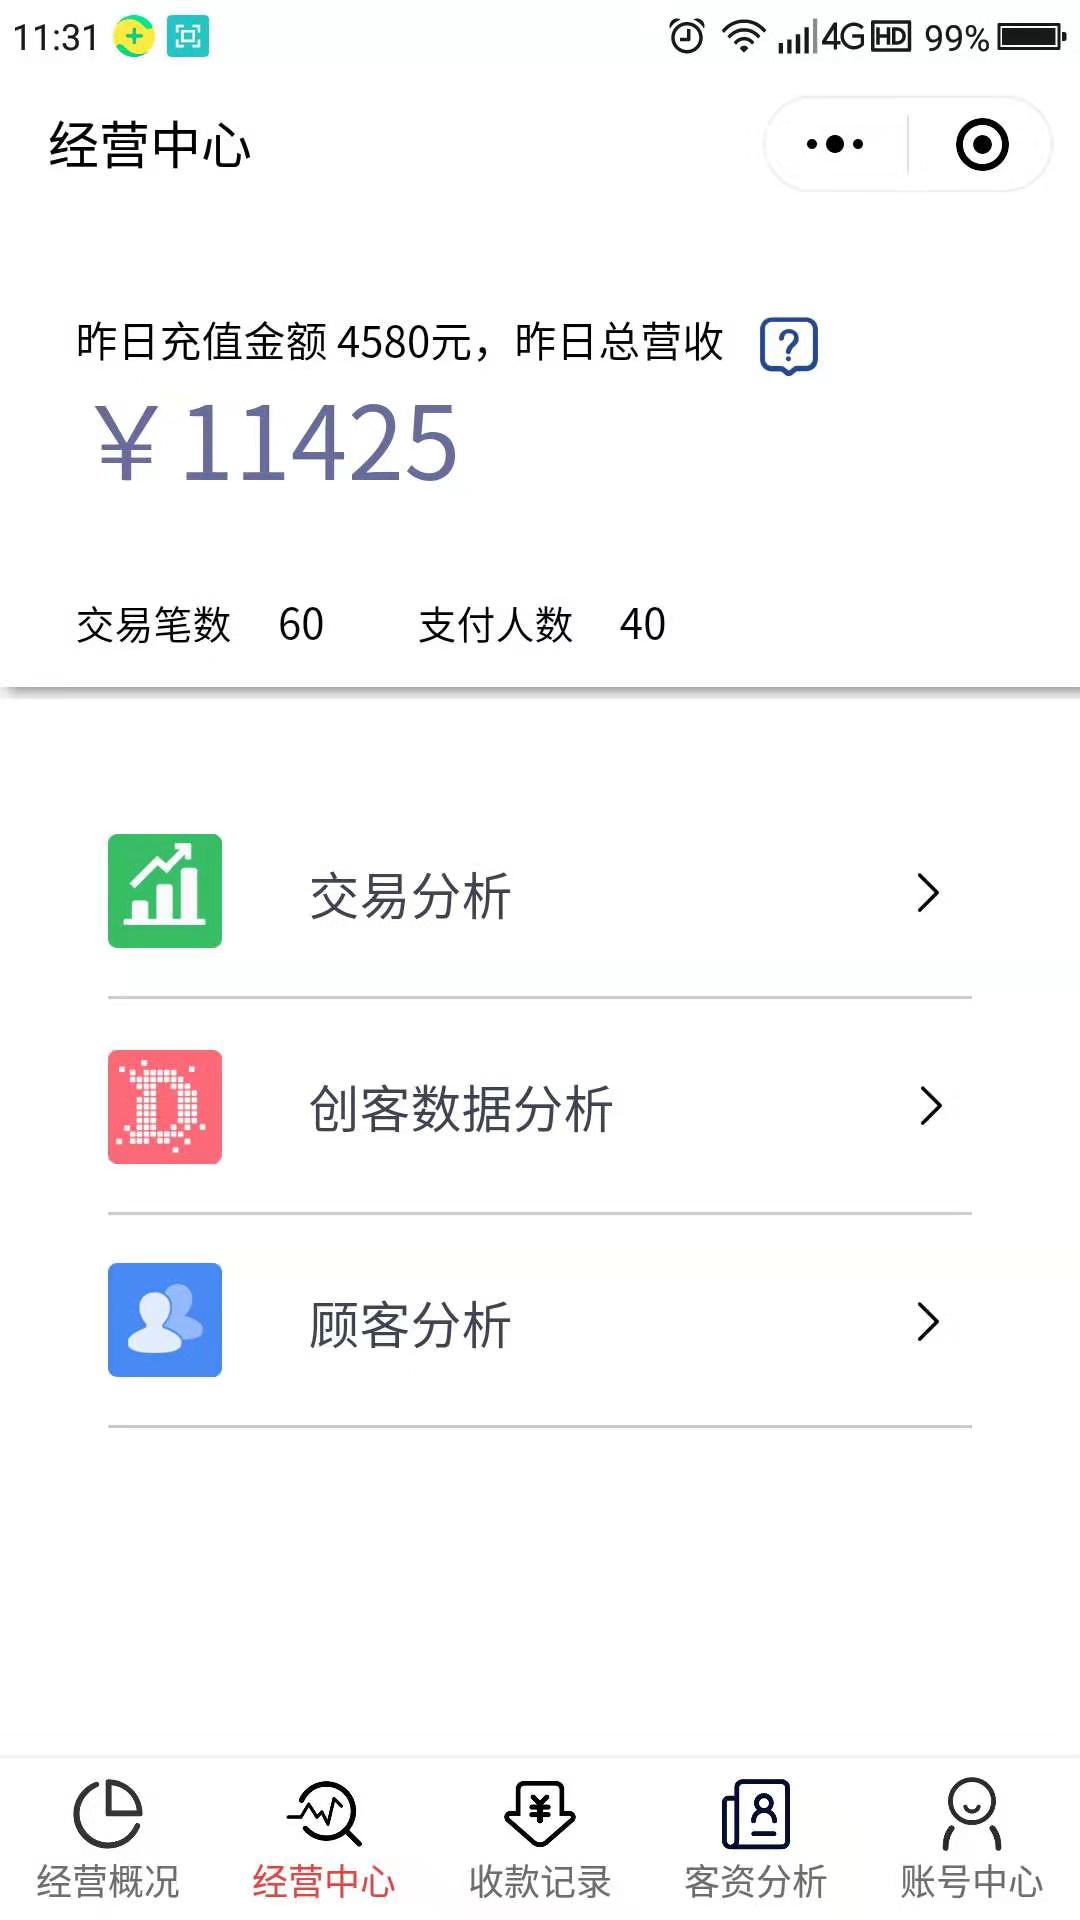 11:31 4G HD 99%
经营中心
昨日充值金额 4580元，昨日总营收 ?
￥11425
交易笔数 60 支付人数 40
交易分析
D 创客数据分析
顾客分析
经营概况 经营中心 收款记录 客资分析 账号中心